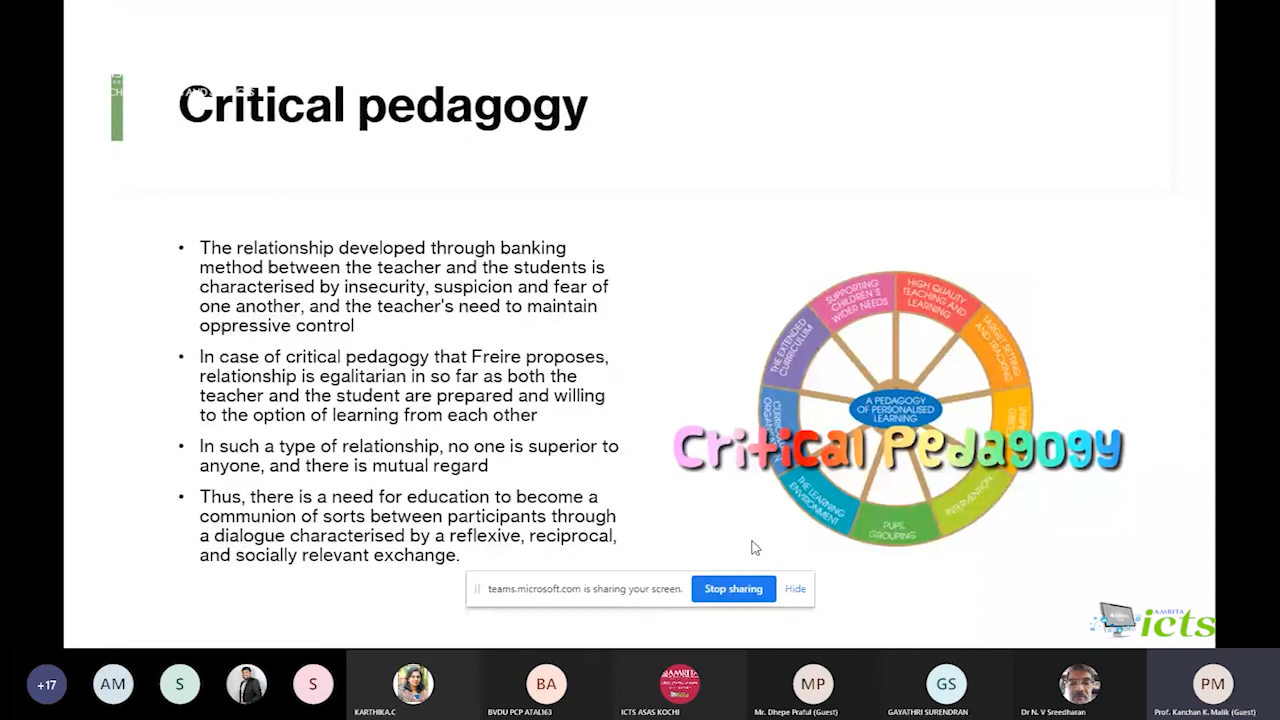 Critical pedagogy
• The relationship developed through banking
method between the teacher and the students is
characterised by insecurity, suspicion and fear of
one another, and the teacher's need to maintain
oppressive control
• In case of critical pedagogy that Freire proposes,
relationship is egalitarian in so far as both the
teacher and the student are prepared and willing
to the option of learning from each other
• In such a type of relationship, no one is superior to
anyone, and there is mutual regard
• Thus, there is a need for education to become a
communion of sorts between participants through
a dialogue characterised by a reflexive, reciprocal,
and socially relevant exchange.
SUPPORTING
CHILDREN'S
WIDER NEEDS
HIGH QUALITY
TEACHING AND
LEARNING
TARGET SETTING
AND TRACKING
THE EXTENDED
CURRICULUM
A PEDAGOGY
OF PERSONALISED
LEARNING
Critical Pedagogy
THE LEARNING
ENVIRONMENT
PUPIL
GROUPING
INTERVENTION
teams.microsoft.com is sharing your screen.
Stop sharing
Hide
AMRITA
icts
+17
AM
S
S
KARTHIKA.C
BA
BVDU PCP ATAL163
AMRITA
ICTS ASAS KOCHI
MP
Mr. Dhepe Praful (Guest)
GS
GAYATHRI SURENDRAN
Dr N. V Sreedharan
PM
Prof. Kanchan K. Malik (Guest)